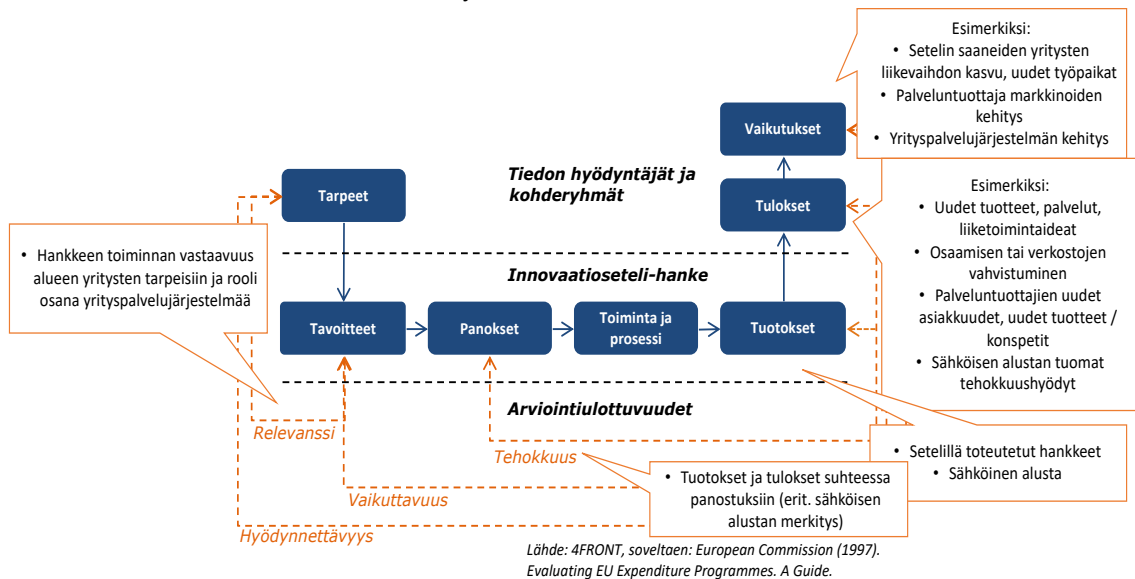 Esimerkiksi:
• Setelin saaneiden yritysten
liikevaihdon kasvu, uudet työpaikat
• Palveluntuottaja markkinoiden
kehitys
• Yrityspalvelujärjestelmän kehitys
Vaikutukset
Tiedon hyödyntäjät ja
kohderyhmät
Tarpeet
Tulokset
Esimerkiksi:
• Uudet tuotteet, palvelut,
liiketoimintaideat
• Osaamisen tai verkostojen
vahvistuminen
• Palveluntuottajien uudet
asiakkuudet, uudet tuotteet /
konspetit
• Sähköisen alustan tuomat
tehokkuushyödyt
• Hankkeen toiminnan vastaavuus
alueen yritysten tarpeisiin ja rooli
osana yrityspalvelujärjestelmää
Innovaatioseteli-hanke
Tavoitteet
Panokset
Toiminta ja
prosessi
Tuotokset
Arviointiulottuvuudet
Relevanssi
Tehokkuus
Vaikuttavuus
Hyödynnettävyys
• Setelillä toteutetut hankkeet
• Sähköinen alusta
• Tuotokset ja tulokset suhteessa
panostuksiin (erit. sähköisen
alustan merkitys)
Lähde: 4FRONT, soveltaen: European Commission (1997).
Evaluating EU Expenditure Programmes. A Guide.